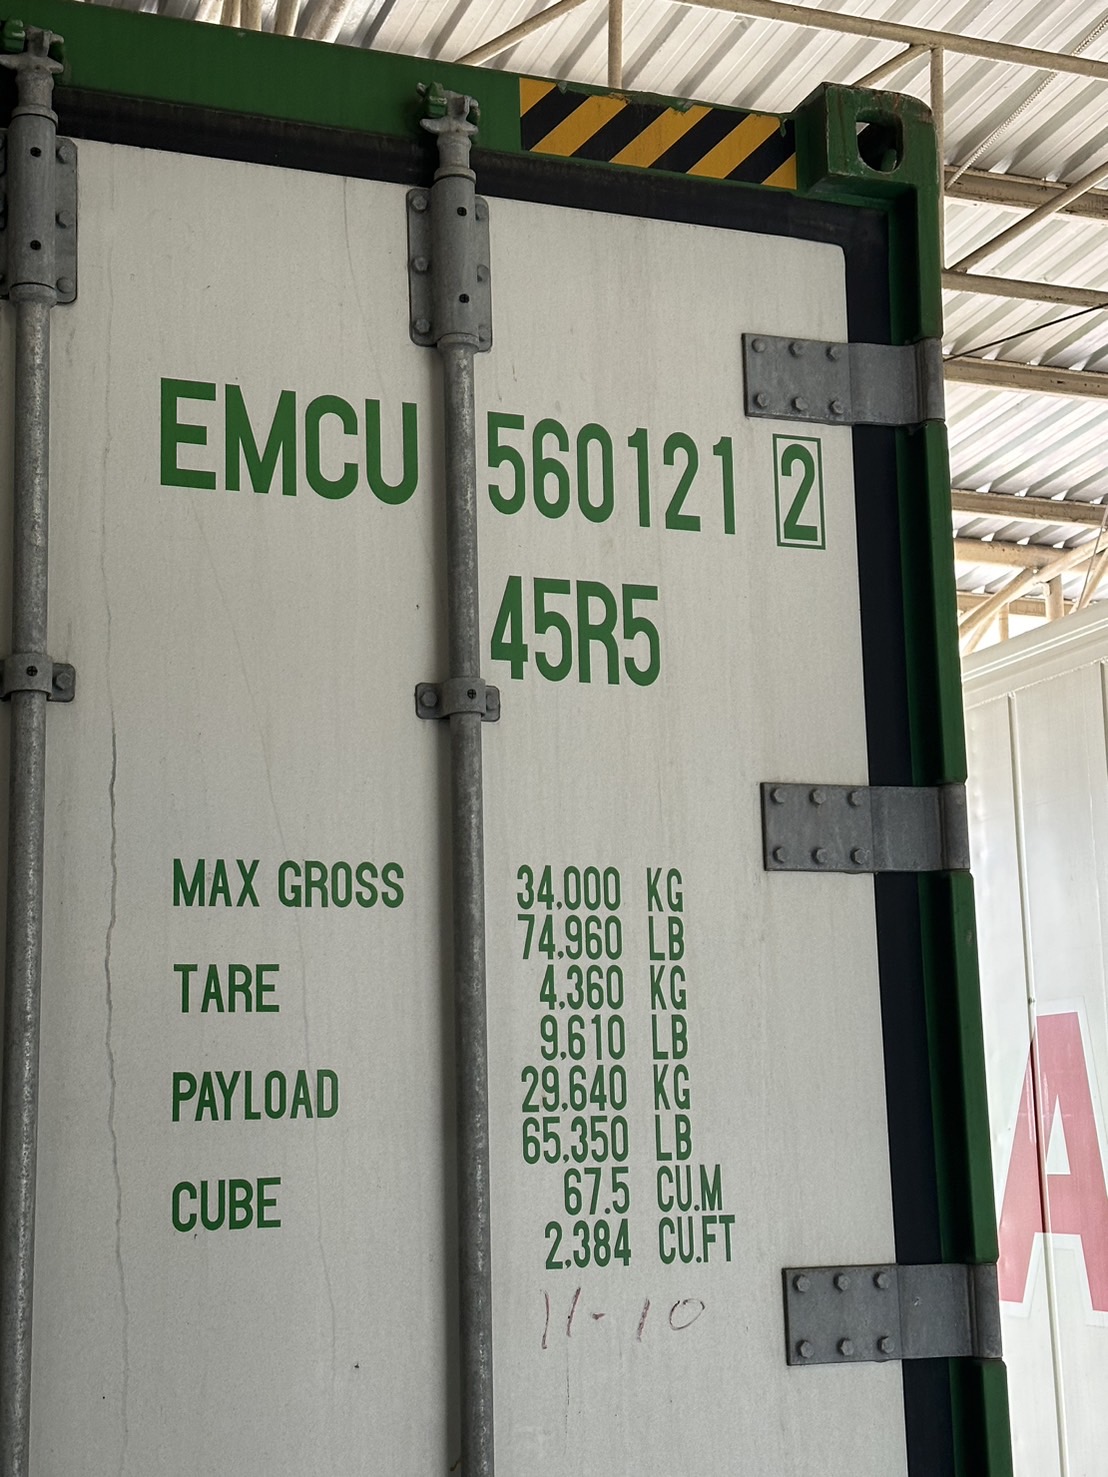 EMCU 560121 2
45R5
MAX GROSS 34,000 KG
74,960 LB
TARE 4,360 KG
9,610 LB
PAYLOAD 29,640 KG
65,350 LB
CUBE 67.5 CU.M
2,384 CU.FT
11-10
A